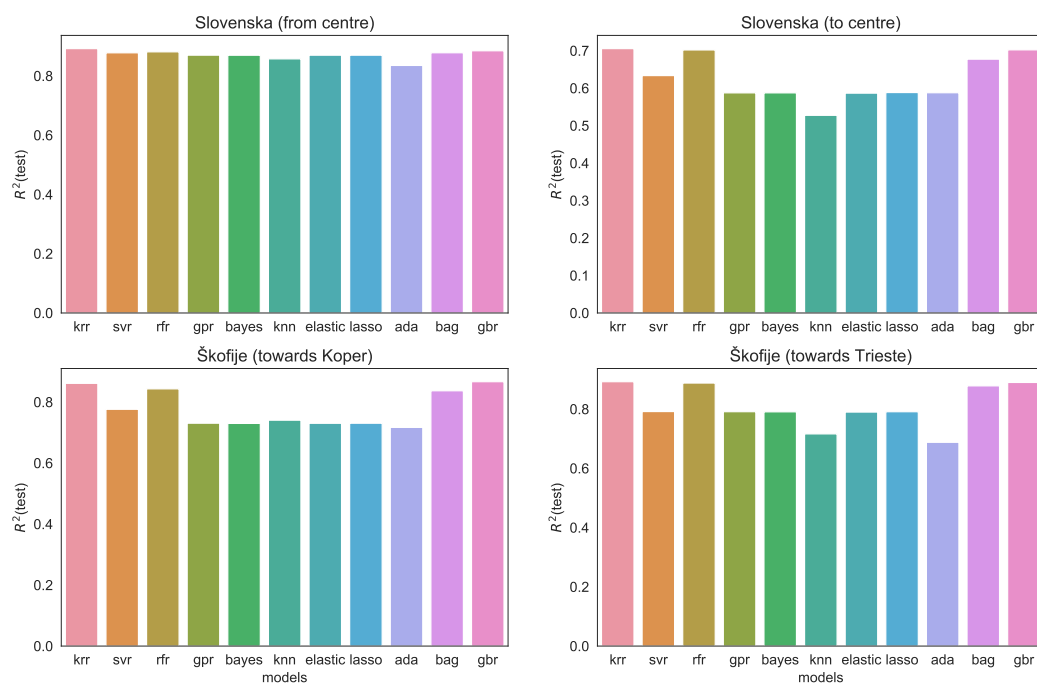 Slovenska (from centre)
R²(test)
0.8
0.6
0.4
0.2
0.0
krr svr rfr gpr bayes knn elastic lasso ada bag gbr
Slovenska (to centre)
R²(test)
0.7
0.6
0.5
0.4
0.3
0.2
0.1
0.0
krr svr rfr gpr bayes knn elastic lasso ada bag gbr
Škofije (towards Koper)
R²(test)
0.8
0.6
0.4
0.2
0.0
krr svr rfr gpr bayes knn elastic lasso ada bag gbr
models
Škofije (towards Trieste)
R²(test)
0.8
0.6
0.4
0.2
0.0
krr svr rfr gpr bayes knn elastic lasso ada bag gbr
models